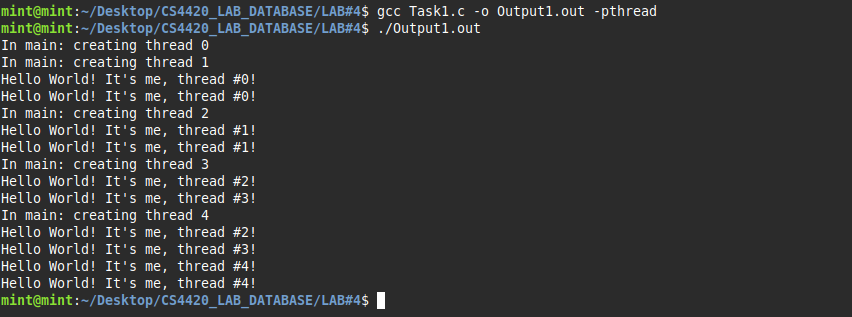 mint@mint:~/Desktop/CS4420_LAB_DATABASE/LAB#4$ gcc Task1.c -o Output1.out -pthread
mint@mint:~/Desktop/CS4420_LAB_DATABASE/LAB#4$ ./Output1.out
In main: creating thread 0
In main: creating thread 1
Hello World! It's me, thread #0!
Hello World! It's me, thread #0!
In main: creating thread 2
Hello World! It's me, thread #1!
Hello World! It's me, thread #1!
In main: creating thread 3
Hello World! It's me, thread #2!
Hello World! It's me, thread #3!
In main: creating thread 4
Hello World! It's me, thread #2!
Hello World! It's me, thread #3!
Hello World! It's me, thread #4!
Hello World! It's me, thread #4!
mint@mint:~/Desktop/CS4420_LAB_DATABASE/LAB#4$